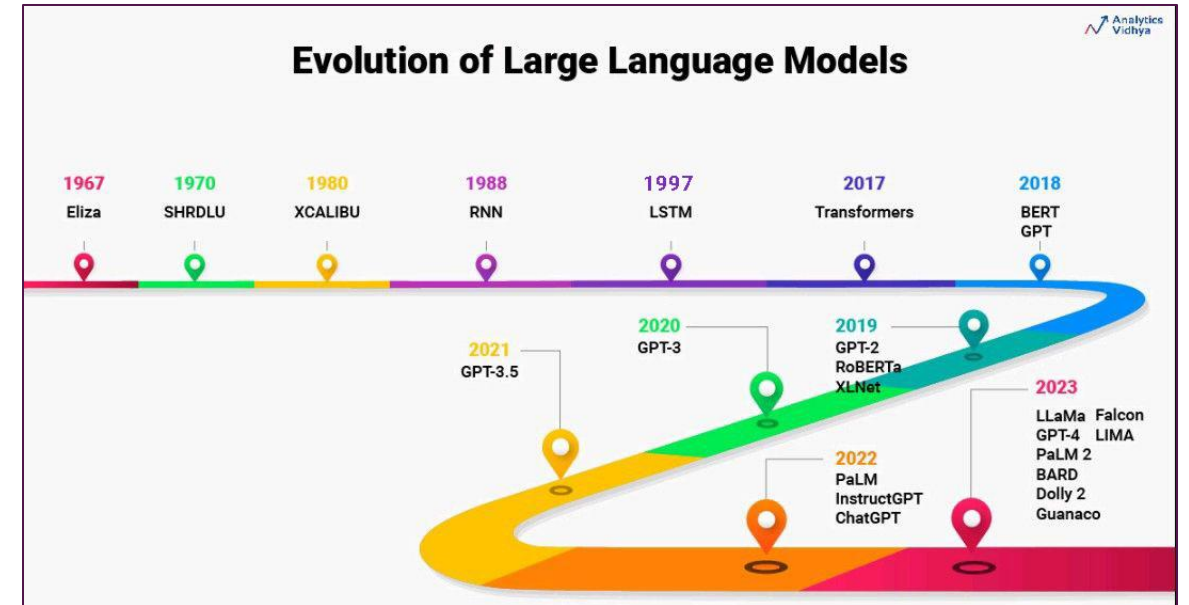 Analytics
Vidhya
Evolution of Large Language Models
1967
Eliza
1970
SHRDLU
1980
XCALIBU
1988
RNN
1997
LSTM
2017
Transformers
2018
BERT
GPT
2019
GPT-2
RoBERTa
XLNet
2020
GPT-3
2021
GPT-3.5
2022
PaLM
InstructGPT
ChatGPT
2023
LLaMa Falcon
GPT-4 LIMA
PaLM 2
BARD
Dolly 2
Guanaco